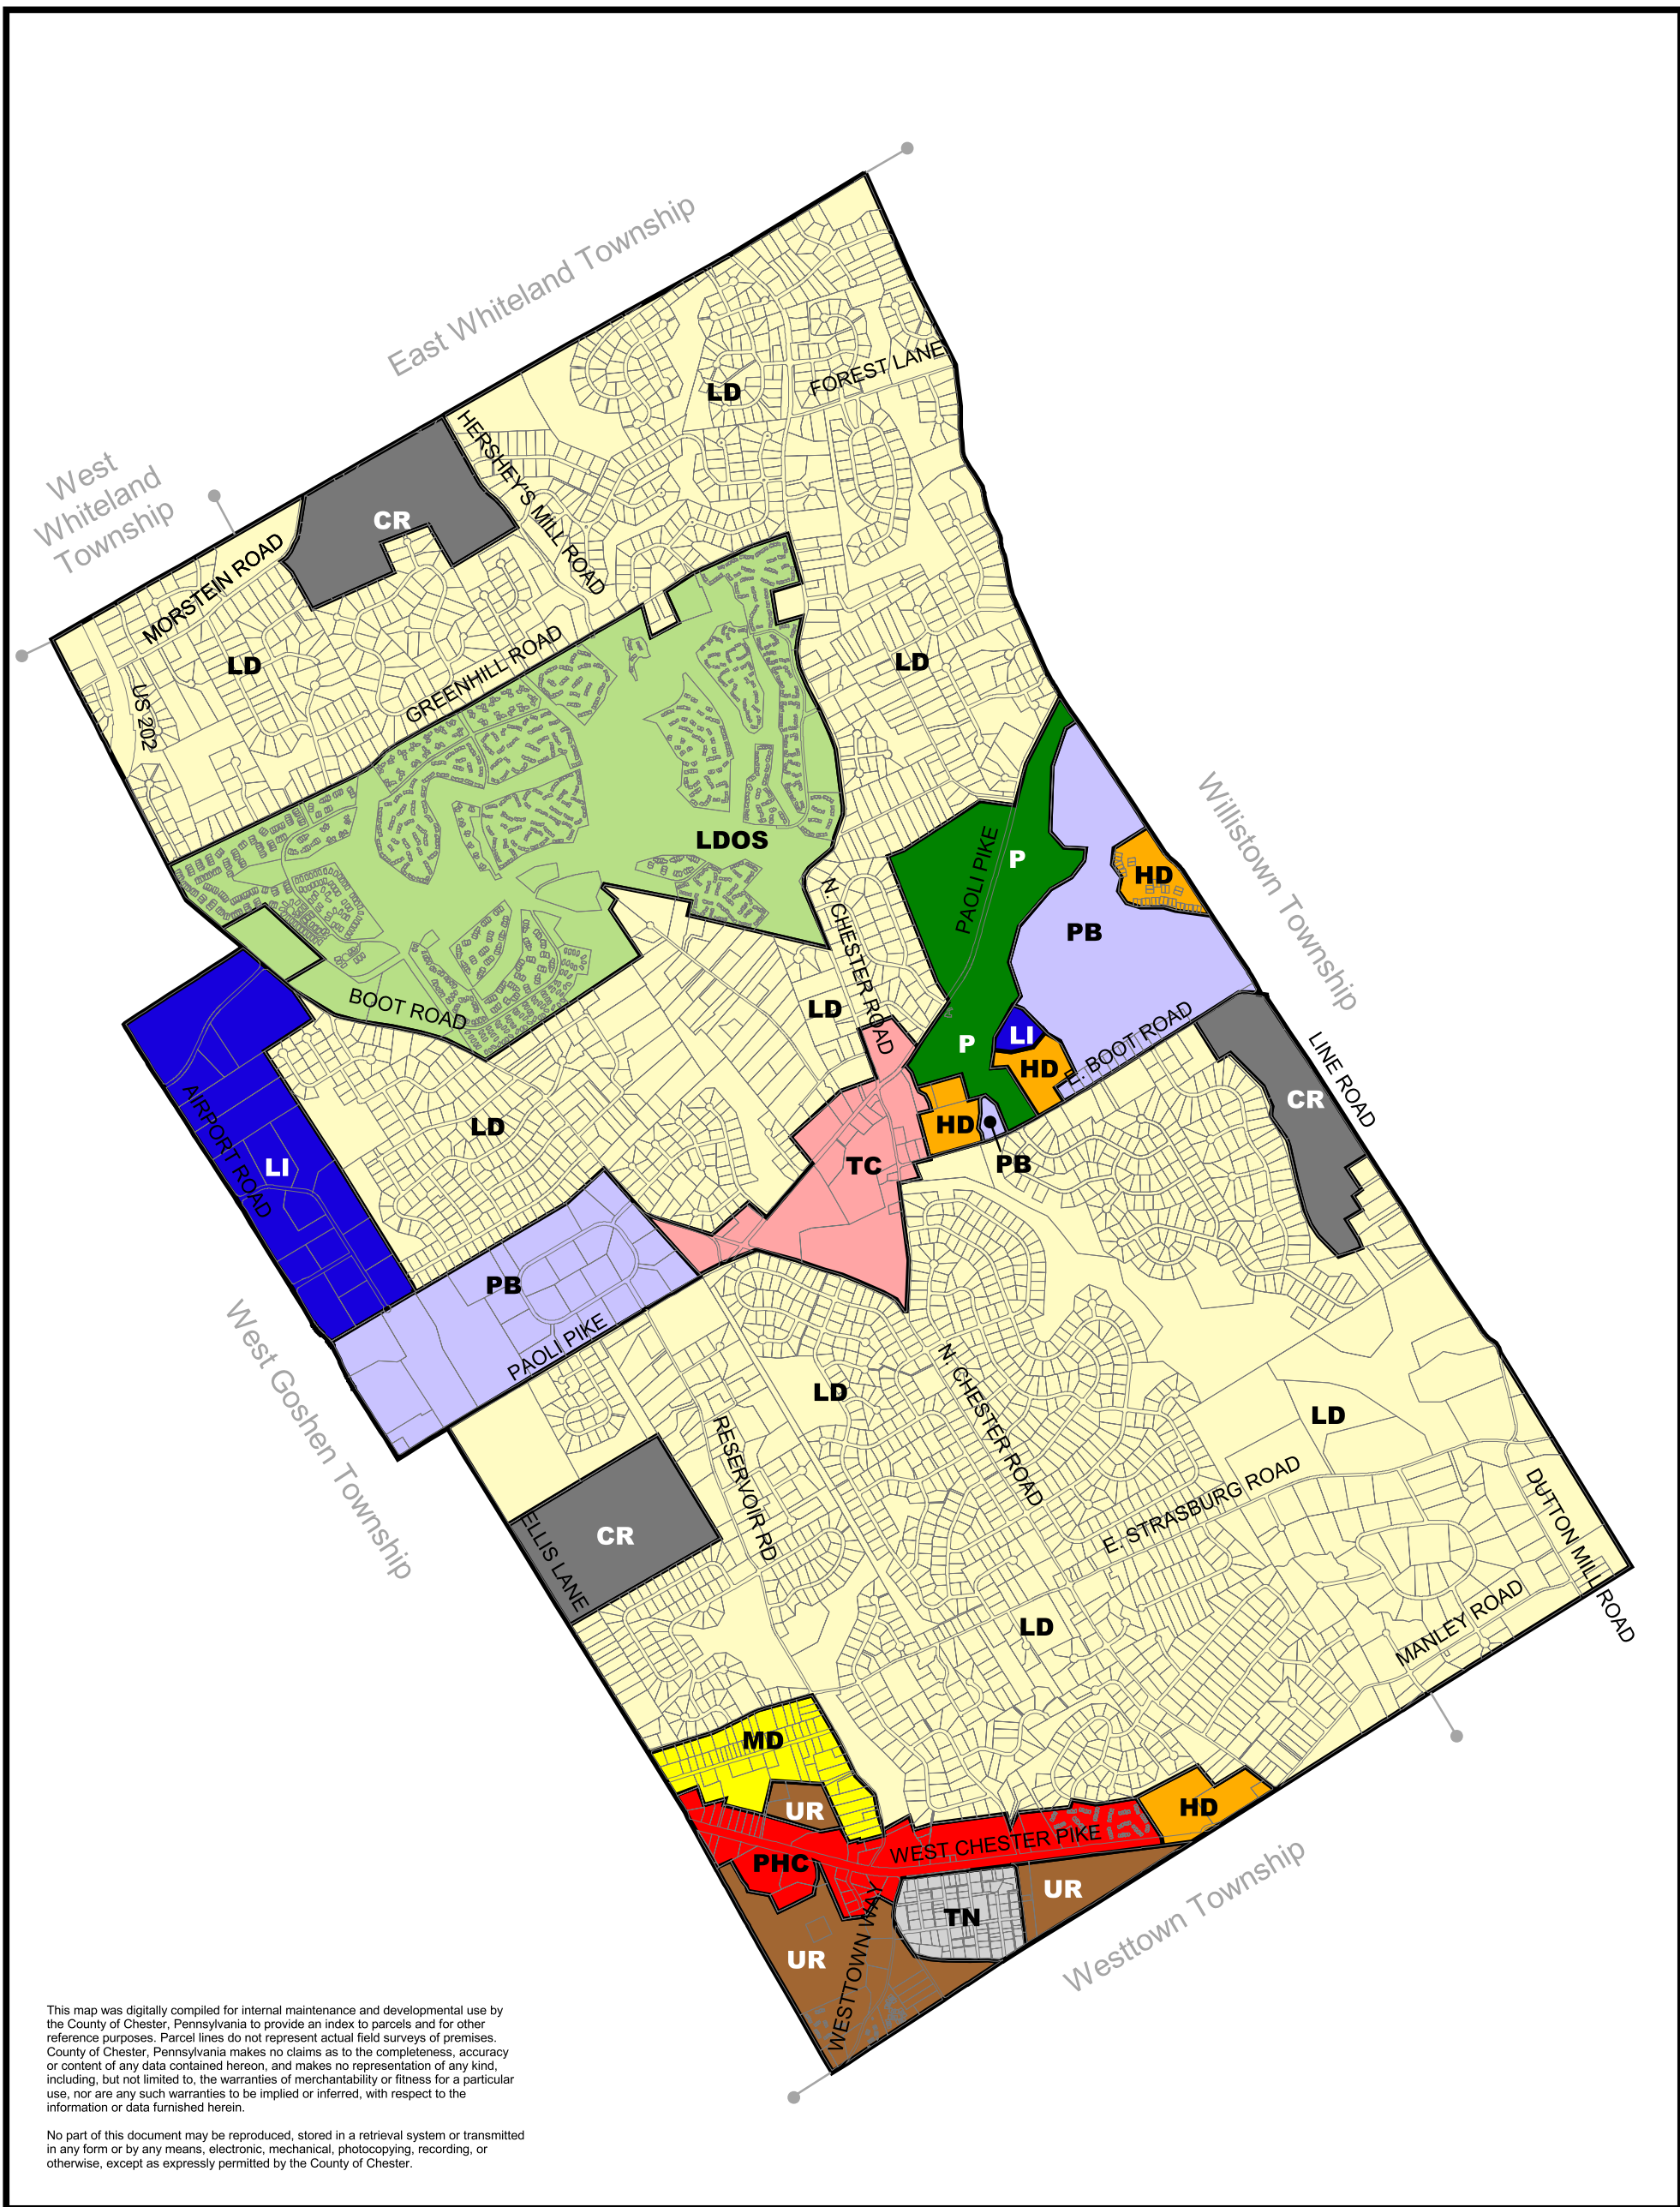 East Whiteland Township
West
Whiteland
Township
FOREST LANE
LD
HERSHEY'S MILL ROAD
CR
MORSTEIN ROAD
LD
GREENHILL ROAD
LD
US 202
Willistown Township
LDOS
PAOLI PIKE
P
HD
N. CHESTER ROAD
PB
BOOT ROAD
LD
P
LI
E. BOOT ROAD
HD
LINE ROAD
CR
AIRPORT ROAD
LD
HD
LI
TC
PB
PB
PAOLI PIKE
West Goshen Township
LD
N. CHESTER ROAD
LD
RESERVOIR RD
E. STRASBURG ROAD
DUTTON MILL ROAD
ELLIS LANE
CR
LD
MANLEY ROAD
MD
UR
HD
WEST CHESTER PIKE
PHC
UR
TN
Westtown Township
UR
WESTTOWN WAY
This map was digitally compiled for internal maintenance and developmental use by
the County of Chester, Pennsylvania to provide an index to parcels and for other
reference purposes. Parcel lines do not represent actual field surveys of premises.
County of Chester, Pennsylvania makes no claims as to the completeness, accuracy
or content of any data contained hereon, and makes no representation of any kind,
including, but not limited to, the warranties of merchantability or fitness for a particular
use, nor are any such warranties to be implied or inferred, with respect to the
information or data furnished herein.
No part of this document may be reproduced, stored in a retrieval system or transmitted
in any form or by any means, electronic, mechanical, photocopying, recording, or
otherwise, except as expressly permitted by the County of Chester.